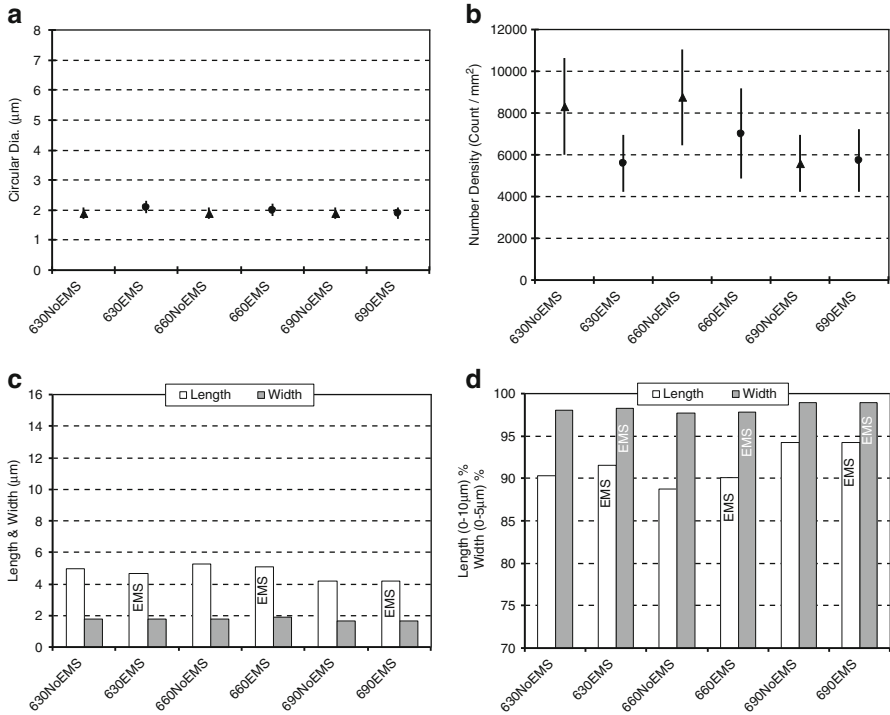 a
8
7
6
5
4
3
2
1
0
Circular Dia. (μm)
630NoEMS
630EMS
660NoEMS
660EMS
690NoEMS
690EMS
b
12000
10000
8000
6000
4000
2000
0
Number Density (Count / mm²)
630NoEMS
630EMS
660NoEMS
660EMS
690NoEMS
690EMS
c
Length Width
16
14
12
10
8
6
4
2
0
Length & Width (μm)
EMS
EMS
EMS
630NoEMS
630EMS
660NoEMS
660EMS
690NoEMS
690EMS
d
Length Width
100
95
90
85
80
75
70
Length (0-10μm) %
Width (0-5μm) %
EMS
EMS
EMS
EMS
EMS
EMS
630NoEMS
630EMS
660NoEMS
660EMS
690NoEMS
690EMS